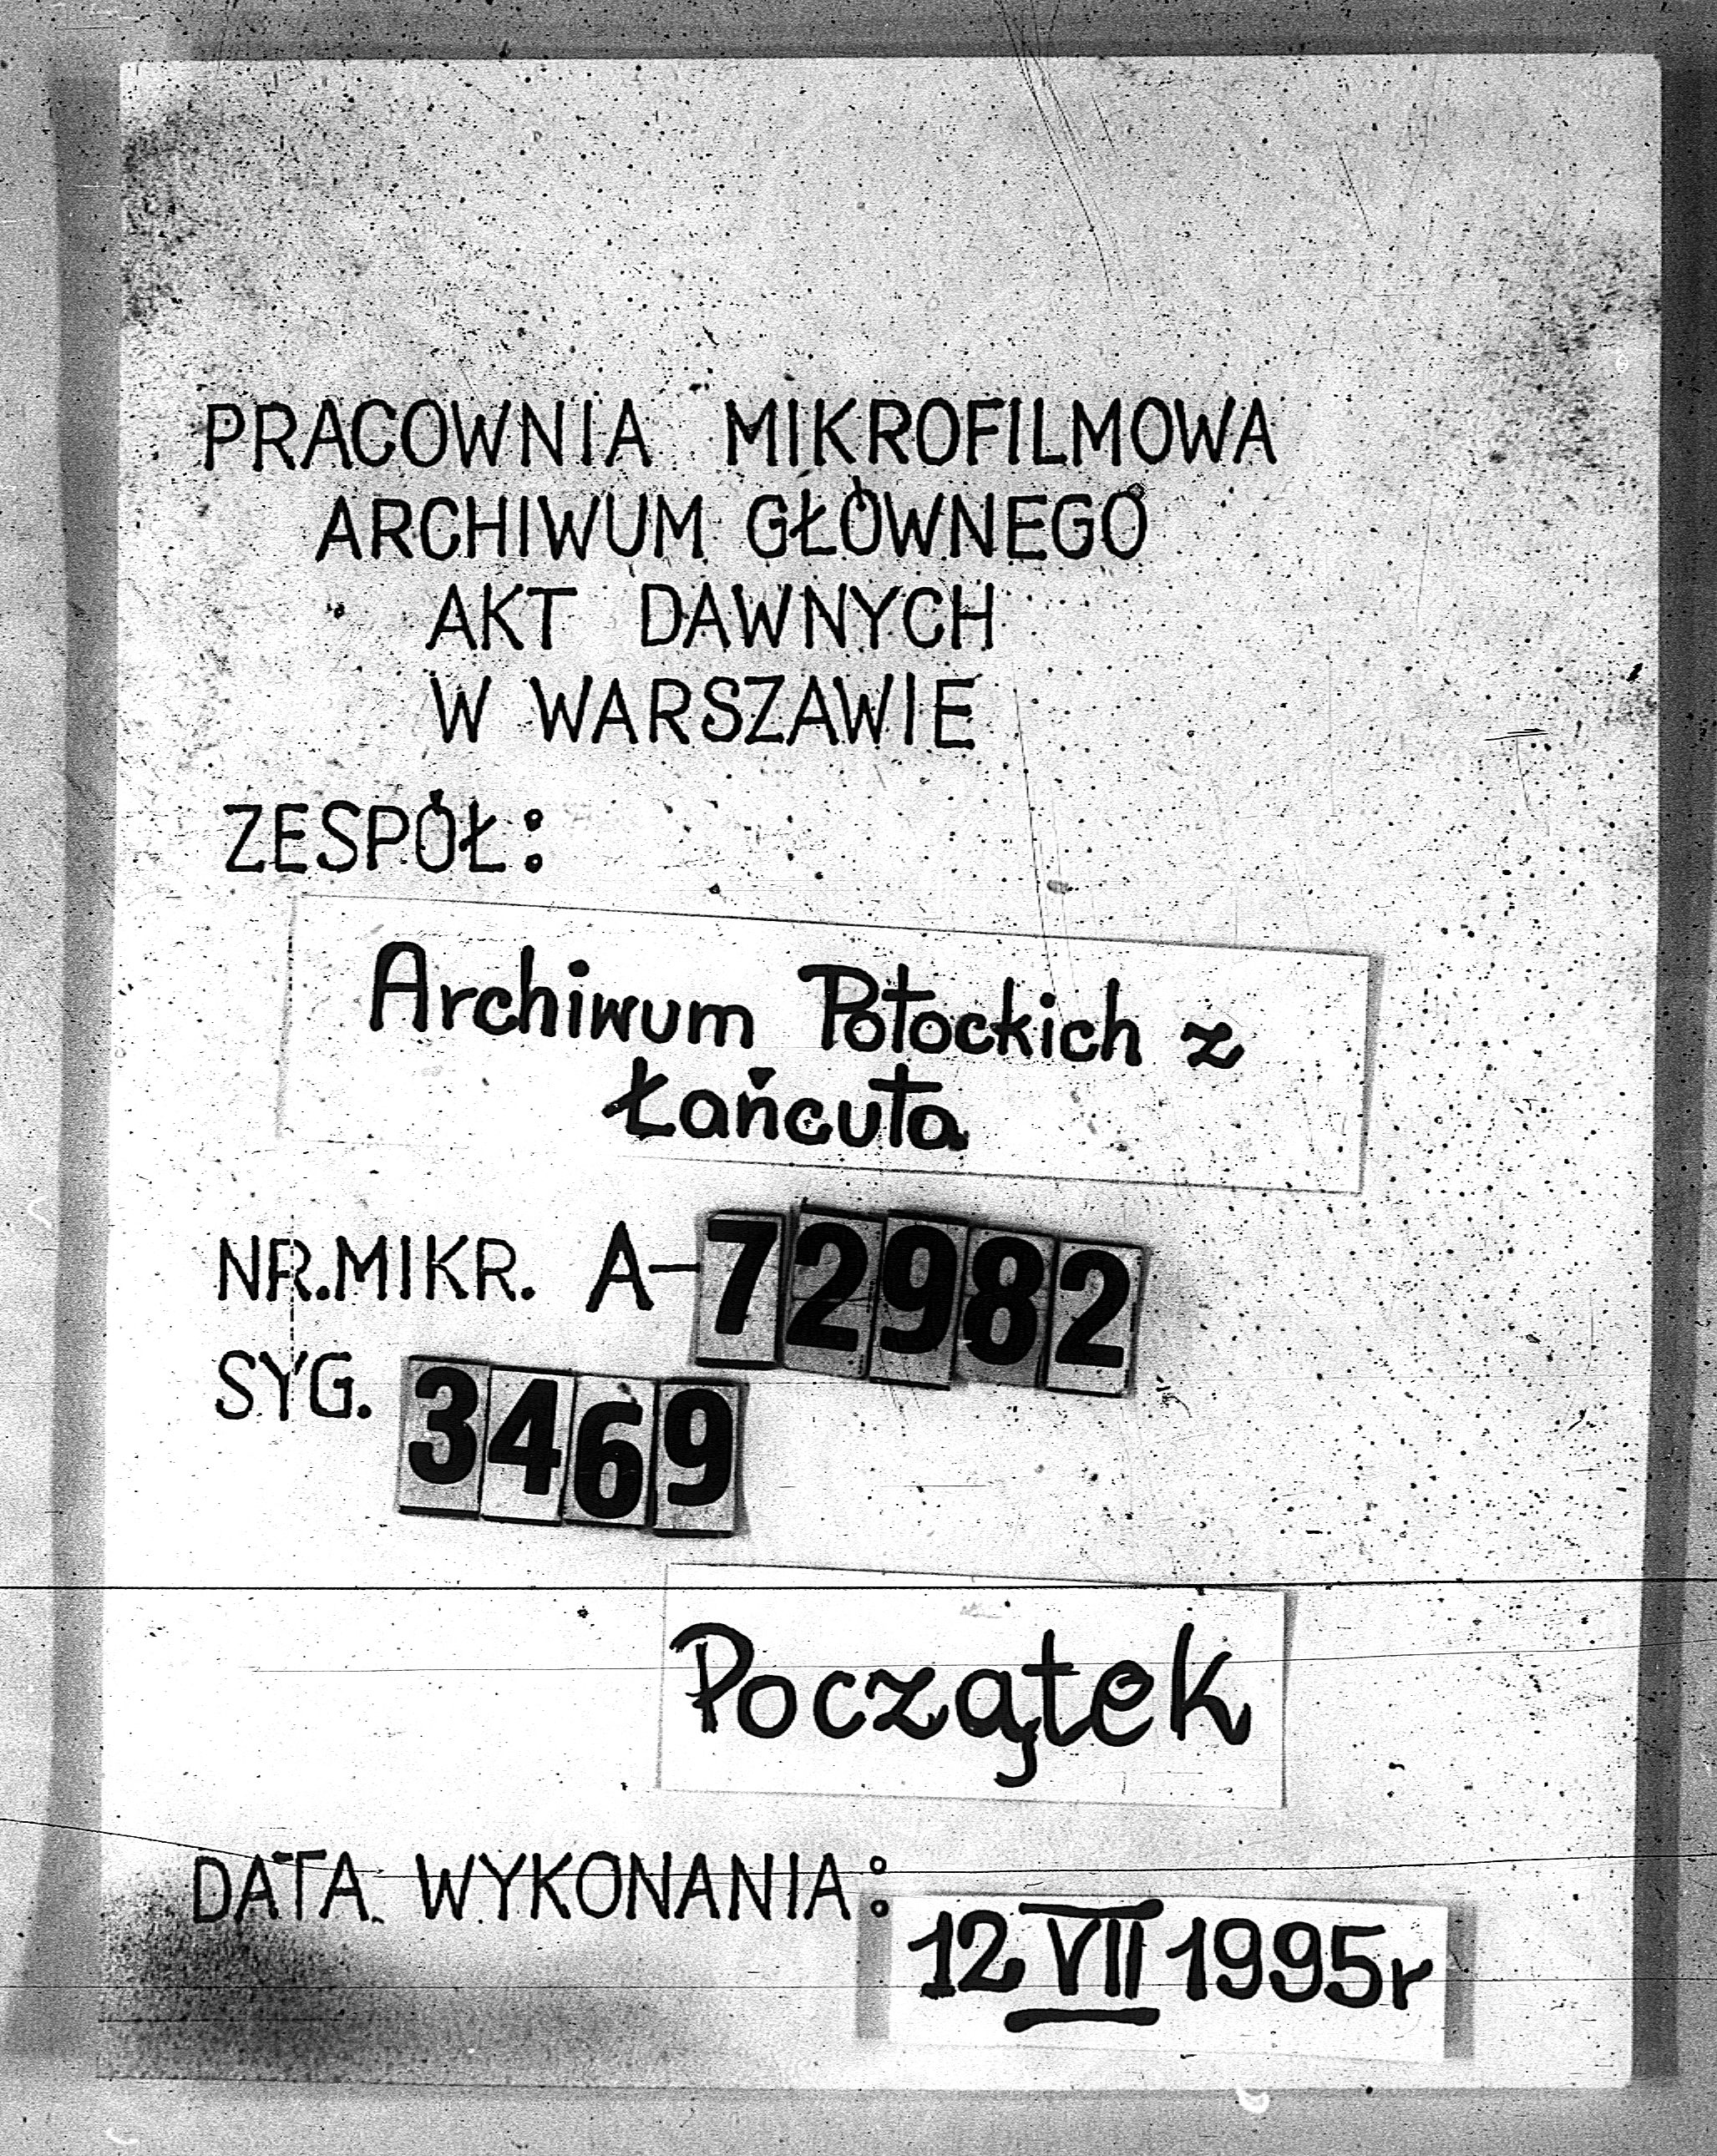 PRACOWNIA MIKROFILMOWA
ARCHIWUM GŁÓWNEGO
AKT DAWNYCH
W WARSZAWIE
ZESPÓŁ:
Archiwum Potockich z
Łańcuta
NR.MIKR. A-72982
SYG. 3469
Początek
DATA WYKONANIA:
12 VII 1995r